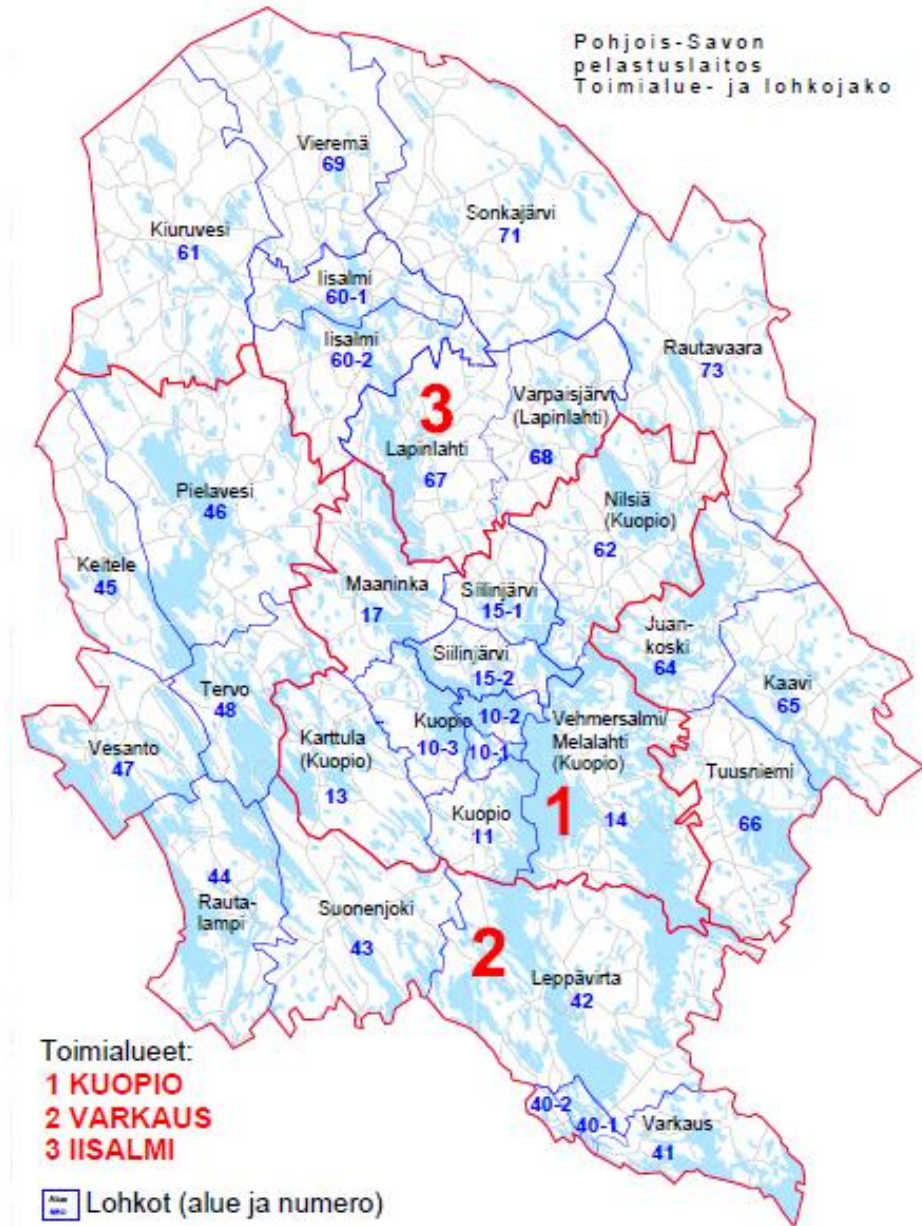 Pohjois-Savon
pelastuslaitos
Toimialue- ja lohkojako
Vieremä
69
Kiuruvesi
61
Sonkajärvi
71
Iisalmi
60-1
Iisalmi
60-2
Rautavaara
73
3
Lapinlahti
67
Varpaisjärvi
(Lapinlahti)
68
Pielavesi
46
Nilsiä
(Kuopio)
62
Keitele
45
Maaninka
17
Siilinjärvi
15-1
Siilinjärvi
15-2
Juan-
koski
64
Kaavi
65
Tervo
48
Vesanto
47
Karttula
(Kuopio)
13
Kuopio
10-3
10-2
10-1
Vehmersalmi/
Melalahti
(Kuopio)
14
1
Tuusniemi
66
Kuopio
11
44
Rauta-
lampi
Suonenjoki
43
2
Leppävirta
42
40-2
40-1
Varkaus
41
Toimialueet:
1 KUOPIO
2 VARKAUS
3 IISALMI
Alue
Lohkot (alue ja numero)